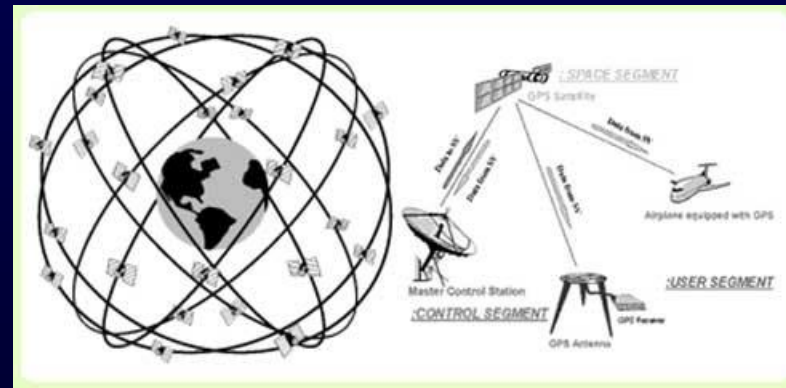 : SPACE SEGMENT
GPS Satellite
Data to SV
Data from SV
Data from SV
Data from SV
Airplane equipped with GPS
Master Control Station
:USER SEGMENT
:CONTROL SEGMENT
GPS Receiver
GPS Antenna